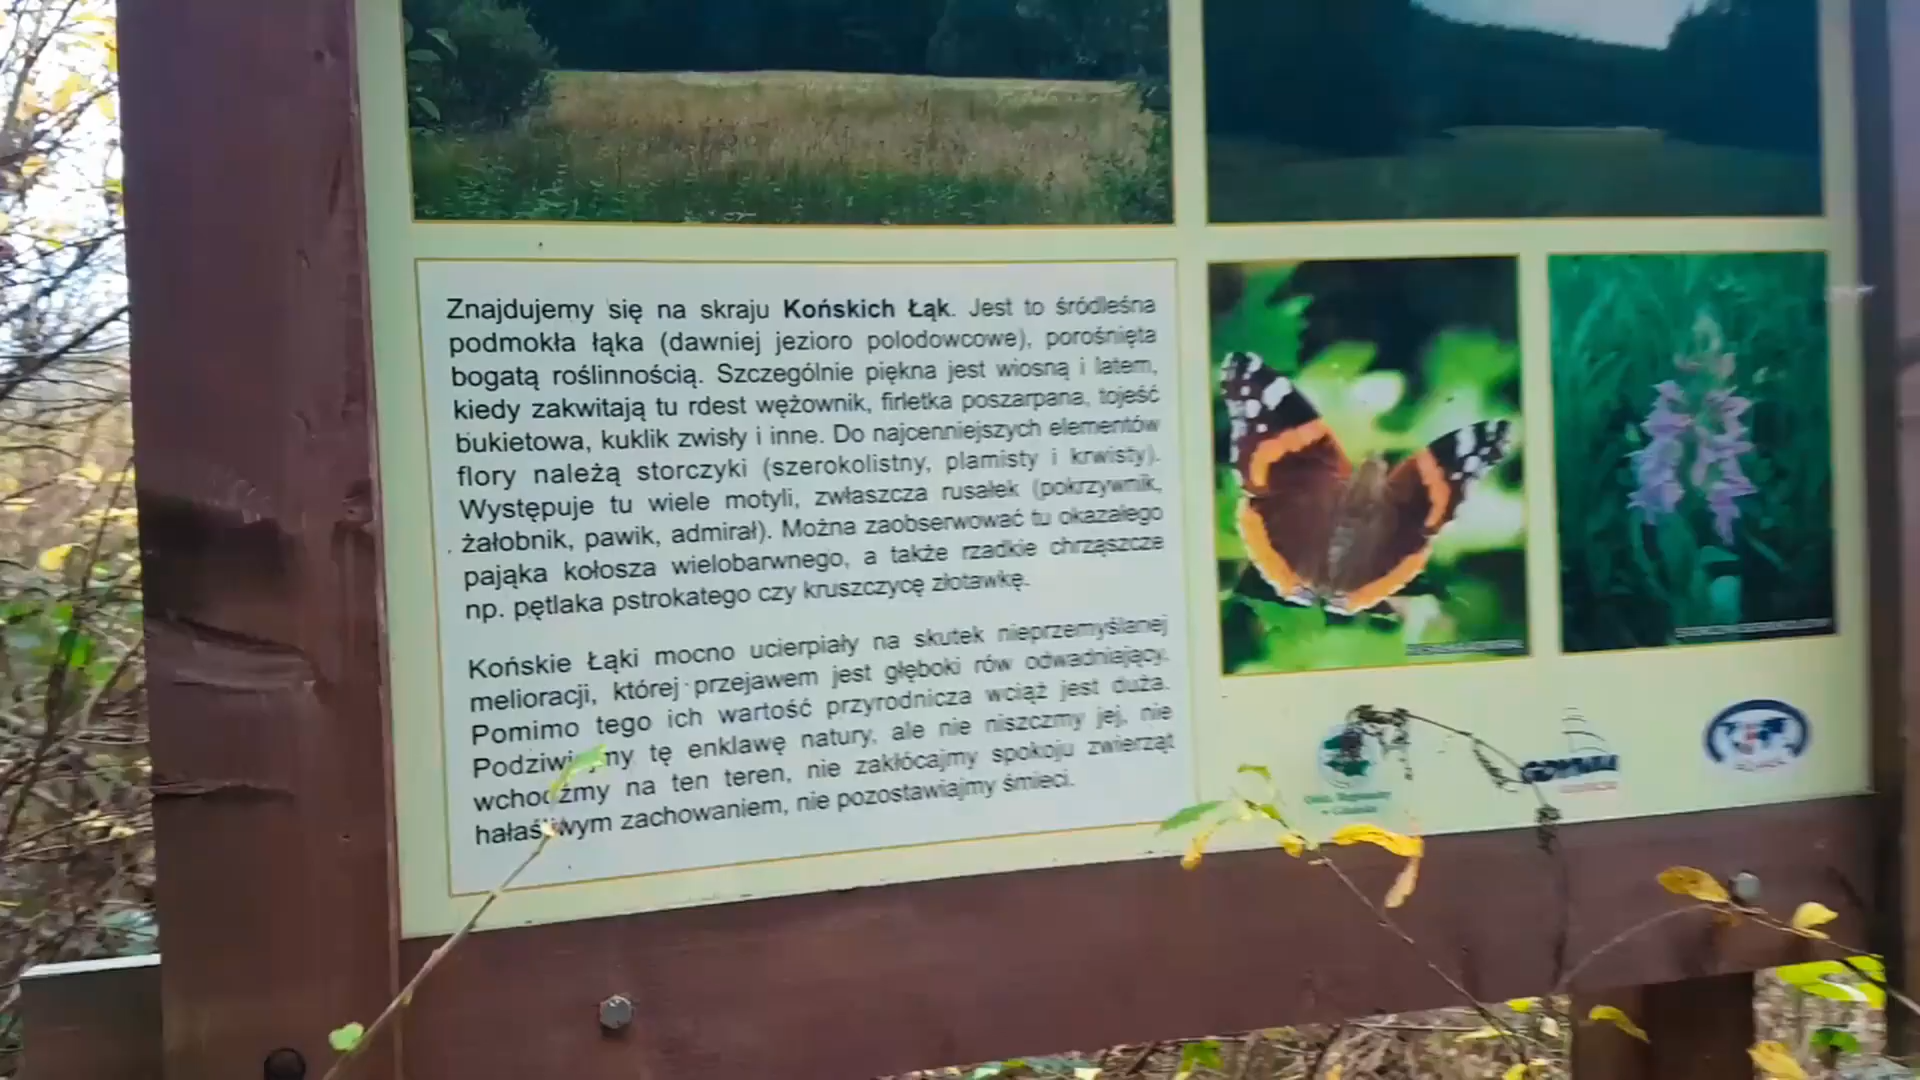 Znajdujemy się na skraju Końskich Łąk. Jest to śródleśna
podmokła łąka (dawniej jezioro polodowcowe), porośnięta
bogatą roślinnością. Szczególnie piękna jest wiosną i latem,
kiedy zakwitają tu rdest wężownik, firletka poszarpana, tojeść
bukietowa, kuklik zwisły i inne. Do najcenniejszych elementów
flory należą storczyki (szerokolistny, plamisty i krwisty).
Występuje tu wiele motyli, zwłaszcza rusałek (pokrzywnik,
żałobnik, pawik, admirał). Można zaobserwować tu okazałego
pająka kołosza wielobarwnego, a także rzadkie chrząszcze
np. pętlaka pstrokatego czy kruszczycę złotawkę.
Końskie Łąki mocno ucierpiały na skutek nieprzemyślanej
melioracji, której przejawem jest głęboki rów odwadniający.
Pomimo tego ich wartość przyrodnicza wciąż jest duża.
Podziwiajmy tę enklawę natury, ale nie niszczmy jej, nie
wchodźmy na ten teren, nie zakłócajmy spokoju zwierząt
hałaśliwym zachowaniem, nie pozostawiajmy śmieci.
GDYNIA